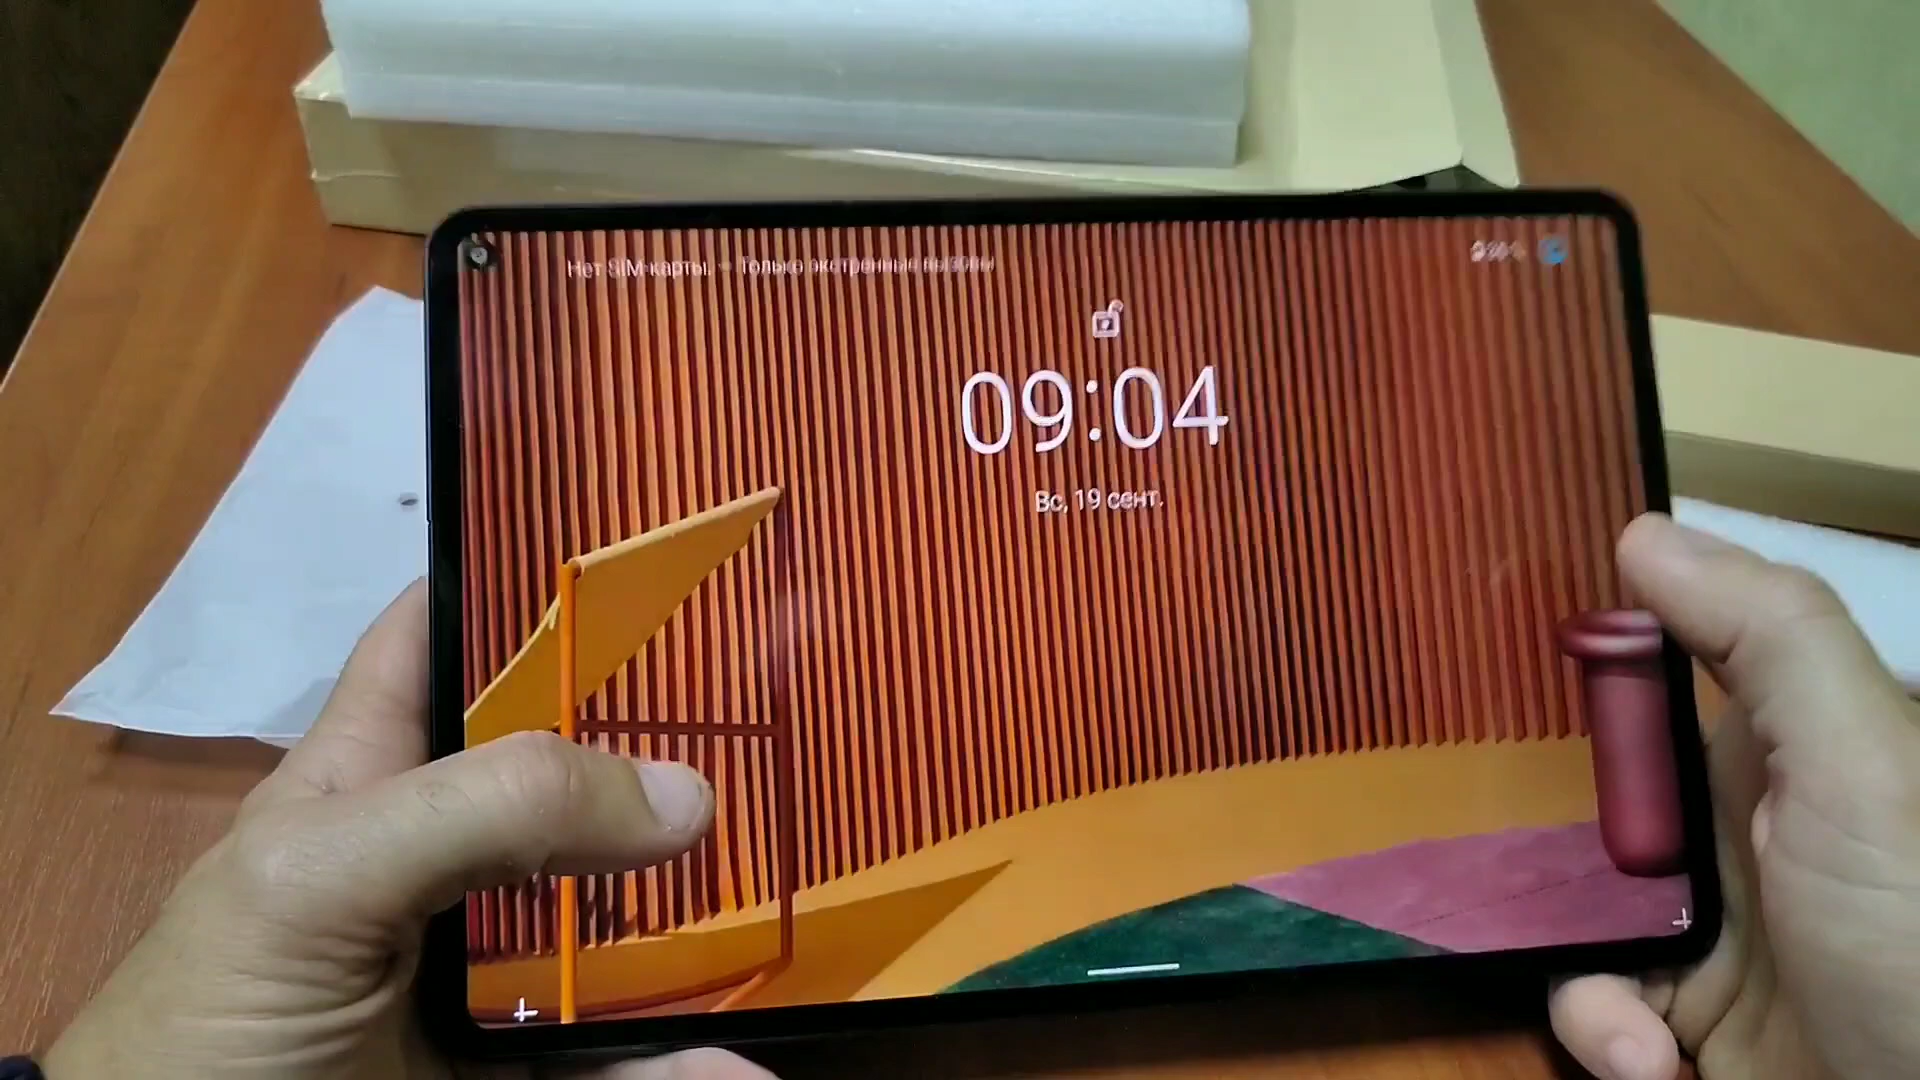 Нет SIM-карты. — Только экстренные вызовы
09:04
Вс, 19 сент.